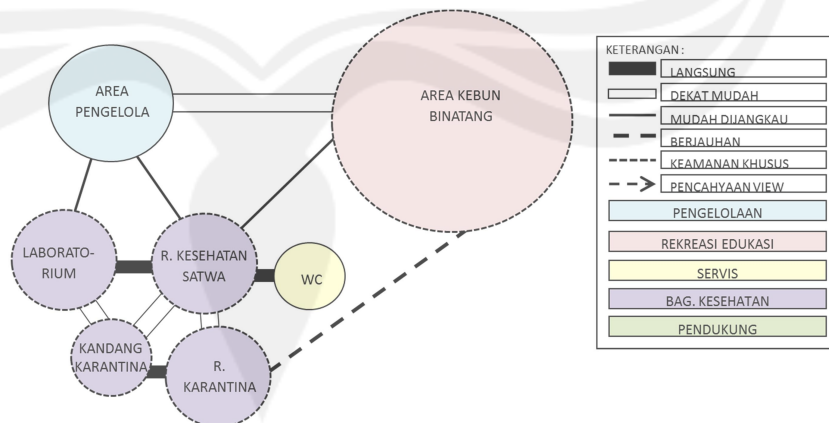 AREA
PENGELOLA
AREA KEBUN
BINATANG
LABORATO-
RIUM
R. KESEHATAN
SATWA
WC
KANDANG
KARANTINA
R.
KARANTINA
KETERANGAN :
LANGSUNG
DEKAT MUDAH
MUDAH DIJANGKAU
BERJAUHAN
KEAMANAN KHUSUS
PENCAHYAAN VIEW
PENGELOLAAN
REKREASI EDUKASI
SERVIS
BAG. KESEHATAN
PENDUKUNG